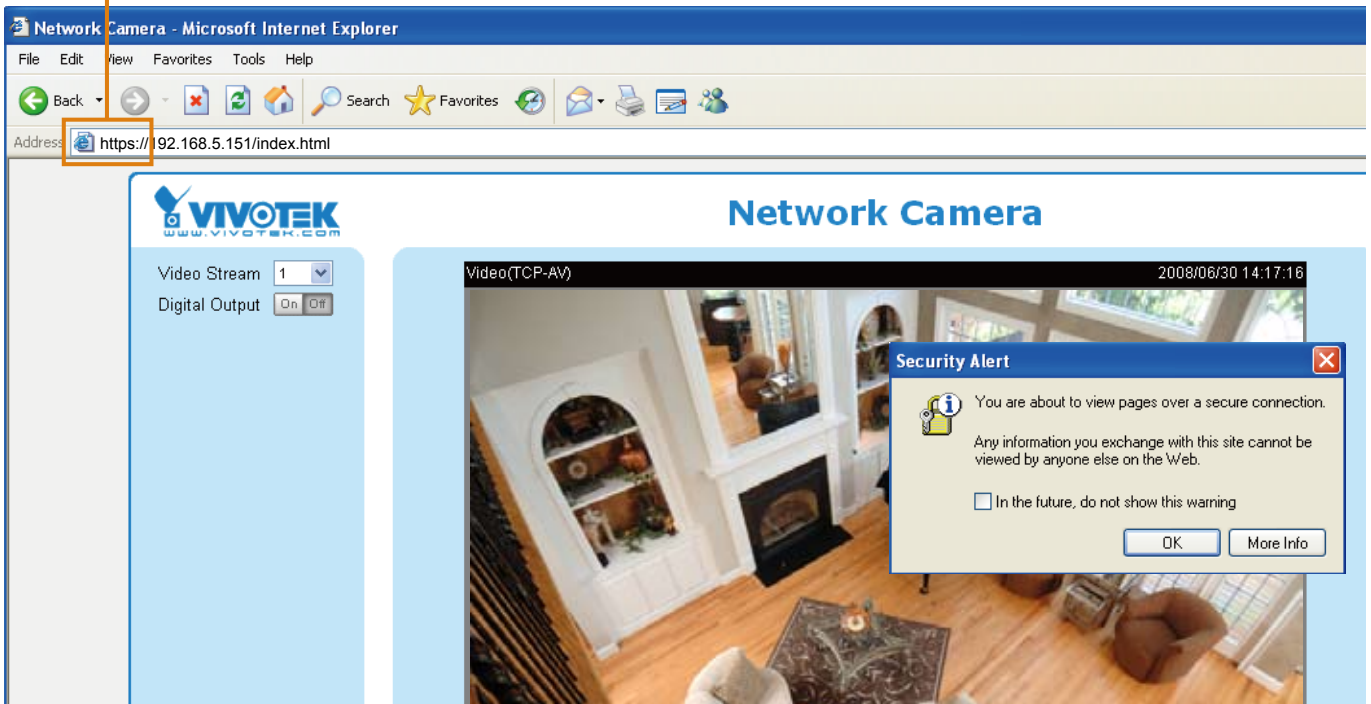 Network Camera - Microsoft Internet Explorer
File Edit View Favorites Tools Help
Back Search Favorites
Address https://192.168.5.151/index.html
VIVOTEK
www.vivotek.com
Network Camera
Video Stream 1
Digital Output On Off
Video(TCP-AV) 2008/06/30 14:17:16
Security Alert
You are about to view pages over a secure connection.
Any information you exchange with this site cannot be
viewed by anyone else on the Web.
In the future, do not show this warning
OK More Info